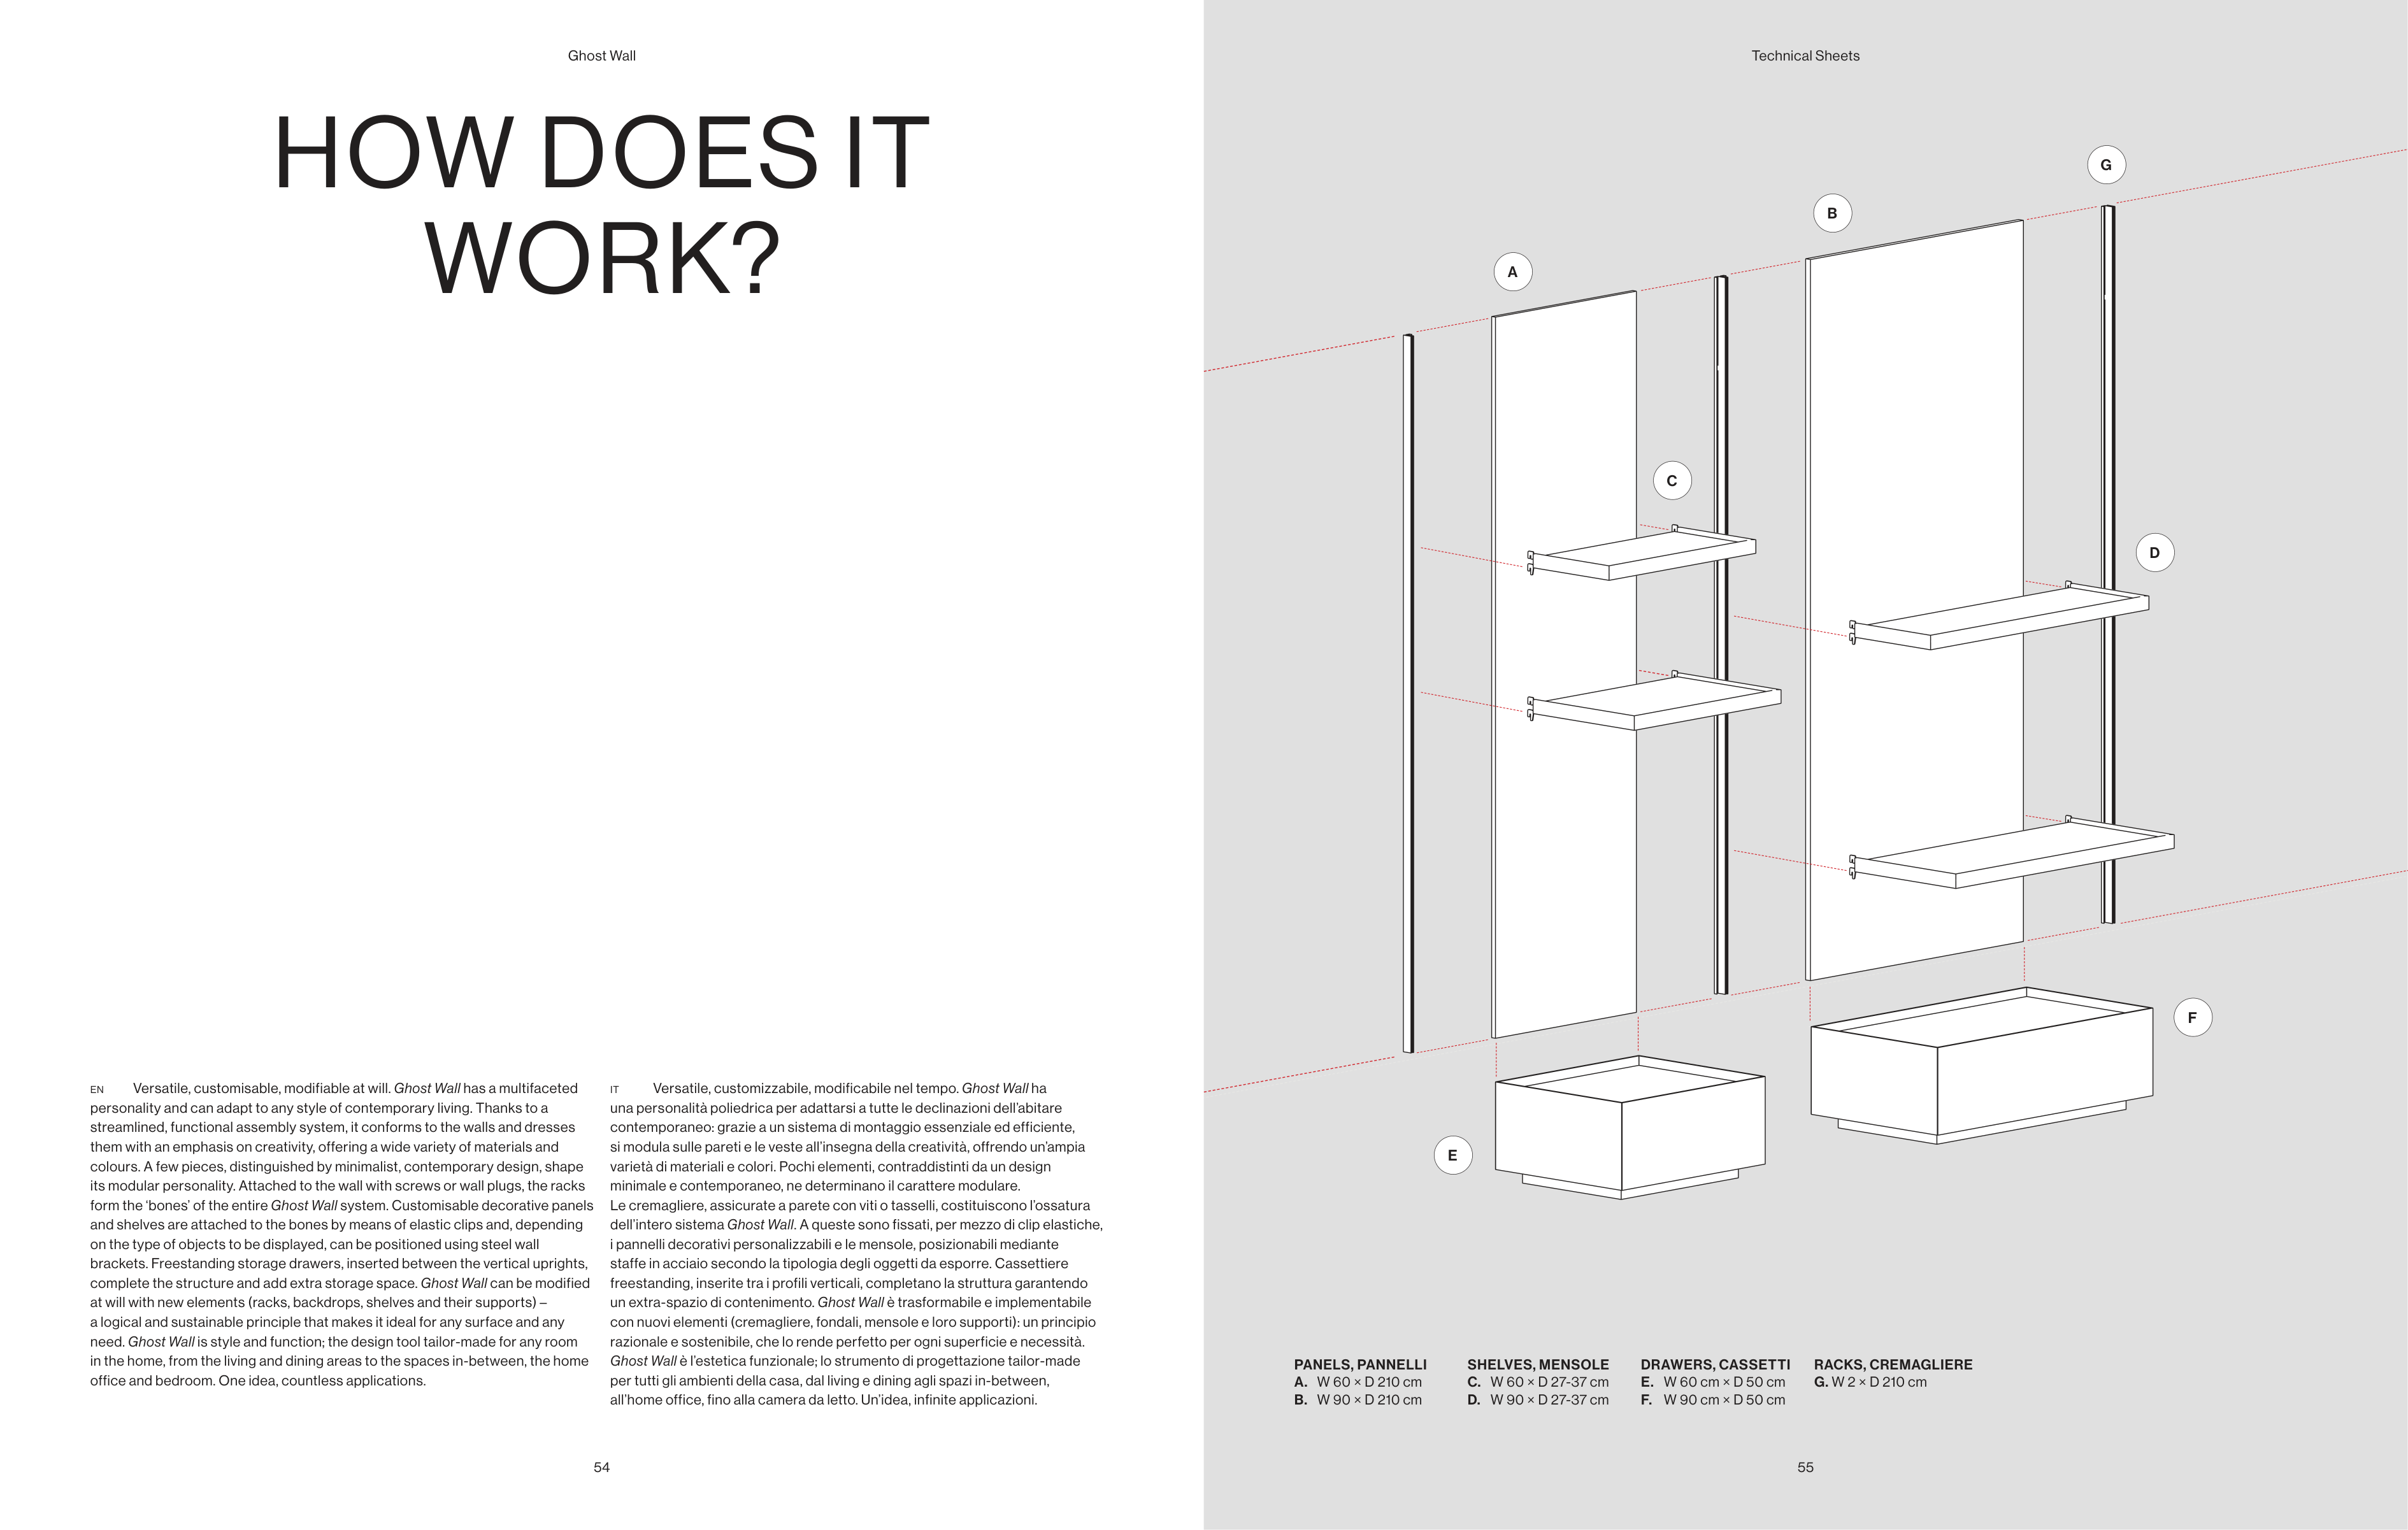 Ghost Wall
HOW DOES IT
WORK?
EN Versatile, customisable, modifiable at will. Ghost Wall has a multifaceted
personality and can adapt to any style of contemporary living. Thanks to a
streamlined, functional assembly system, it conforms to the walls and dresses
them with an emphasis on creativity, offering a wide variety of materials and
colours. A few pieces, distinguished by minimalist, contemporary design, shape
its modular personality. Attached to the wall with screws or wall plugs, the racks
form the ‘bones’ of the entire Ghost Wall system. Customisable decorative panels
and shelves are attached to the bones by means of elastic clips and, depending
on the type of objects to be displayed, can be positioned using steel wall
brackets. Freestanding storage drawers, inserted between the vertical uprights,
complete the structure and add extra storage space. Ghost Wall can be modified
at will with new elements (racks, backdrops, shelves and their supports) –
a logical and sustainable principle that makes it ideal for any surface and any
need. Ghost Wall is style and function; the design tool tailor-made for any room
in the home, from the living and dining areas to the spaces in-between, the home
office and bedroom. One idea, countless applications.
IT Versatile, customizzabile, modificabile nel tempo. Ghost Wall ha
una personalità poliedrica per adattarsi a tutte le declinazioni dell’abitare
contemporaneo: grazie a un sistema di montaggio essenziale ed efficiente,
si modula sulle pareti e le veste all’insegna della creatività, offrendo un’ampia
varietà di materiali e colori. Pochi elementi, contraddistinti da un design
minimale e contemporaneo, ne determinano il carattere modulare.
Le cremagliere, assicurate a parete con viti o tasselli, costituiscono l’ossatura
dell’intero sistema Ghost Wall. A queste sono fissati, per mezzo di clip elastiche,
i pannelli decorativi personalizzabili e le mensole, posizionabili mediante
staffe in acciaio secondo la tipologia degli oggetti da esporre. Cassettiere
freestanding, inserite tra i profili verticali, completano la struttura garantendo
un extra-spazio di contenimento. Ghost Wall è trasformabile e implementabile
con nuovi elementi (cremagliere, fondali, mensole e loro supporti): un principio
razionale e sostenibile, che lo rende perfetto per ogni superficie e necessità.
Ghost Wall è l’estetica funzionale; lo strumento di progettazione tailor-made
per tutti gli ambienti della casa, dal living e dining agli spazi in-between,
all’home office, fino alla camera da letto. Un’idea, infinite applicazioni.
54
Technical Sheets
G
B
A
C
D
F
E
PANELS, PANNELLI
A. W 60 × D 210 cm
B. W 90 × D 210 cm
SHELVES, MENSOLE
C. W 60 × D 27-37 cm
D. W 90 × D 27-37 cm
DRAWERS, CASSETTI
E. W 60 cm × D 50 cm
F. W 90 cm × D 50 cm
RACKS, CREMAGLIERE
G. W 2 × D 210 cm
55